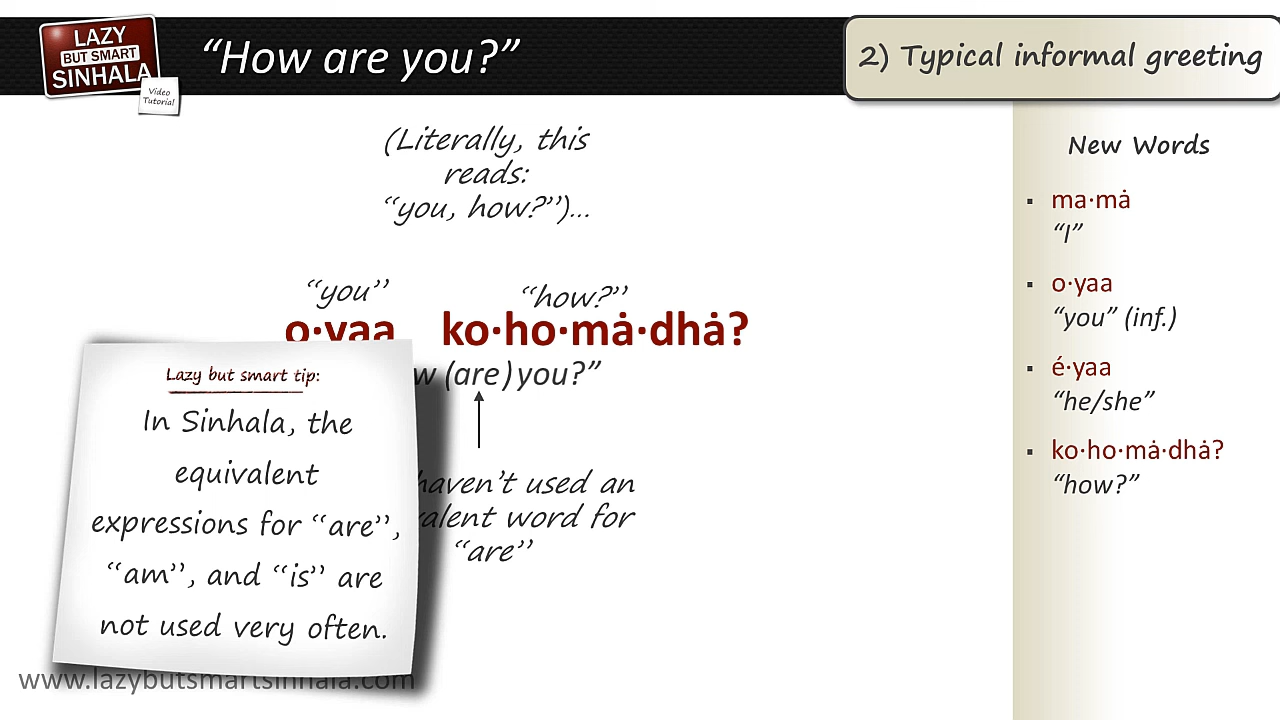 LAZY
BUT SMART
SINHALA
Video
Tutorial
“How are you?”
2) Typical informal greeting
(Literally, this
reads:
“you, how?”)...
“you” “how?”
o·yaa ko·ho·mȧ·dhȧ?
(are) you?”
haven’t used an
word for
“are”
Lazy but smart tip:
In Sinhala, the
equivalent
expressions for “are”,
“am”, and “is” are
not used very often.
www.lazybutsmartsinhala.com
New Words
▪ ma·mȧ
“I”
▪ o·yaa
“you” (inf.)
▪ é·yaa
“he/she”
▪ ko·ho·mȧ·dhȧ?
“how?”